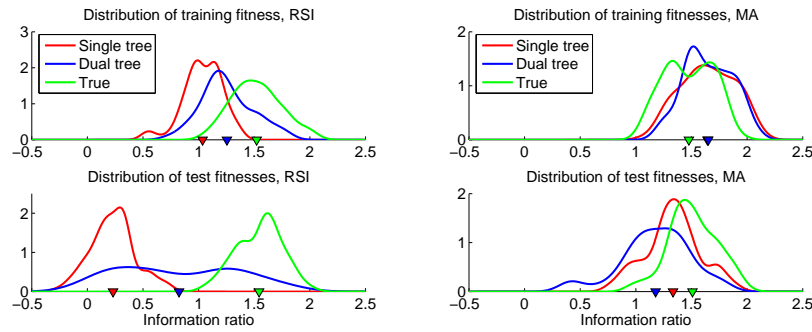 Distribution of training fitness, RSI
3
2
1
0
Single tree
Dual tree
True
−0.5 0 0.5 1 1.5 2 2.5
Distribution of training fitnesses, MA
2
1
0
Single tree
Dual tree
True
−0.5 0 0.5 1 1.5 2 2.5
Distribution of test fitnesses, RSI
2
1
0
−0.5 0 0.5 1 1.5 2 2.5
Information ratio
Distribution of test fitnesses, MA
2
1
0
−0.5 0 0.5 1 1.5 2 2.5
Information ratio